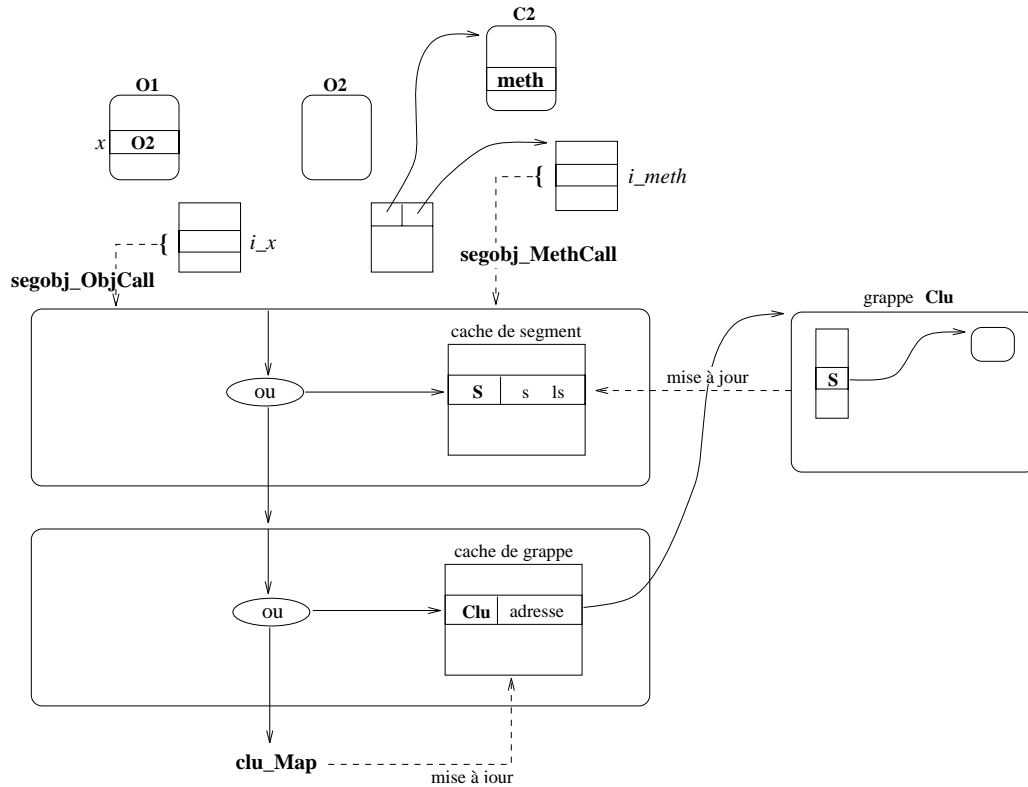 C2
meth
O1
O2
x
O2
{
i_meth
{
i_x
segobj_MethCall
segobj_ObjCall
grappe Clu
cache de segment
ou
S
s ls
mise à jour
S
cache de grappe
ou
Clu
adresse
clu_Map
mise à jour